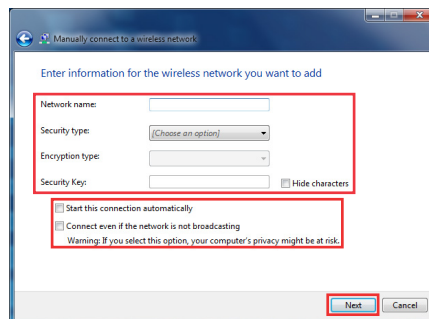 Manually connect to a wireless network
Enter information for the wireless network you want to add
Network name:
Security type: [Choose an option]
Encryption type:
Security Key: Hide characters
Start this connection automatically
Connect even if the network is not broadcasting
Warning: If you select this option, your computer's privacy might be at risk.
Next Cancel